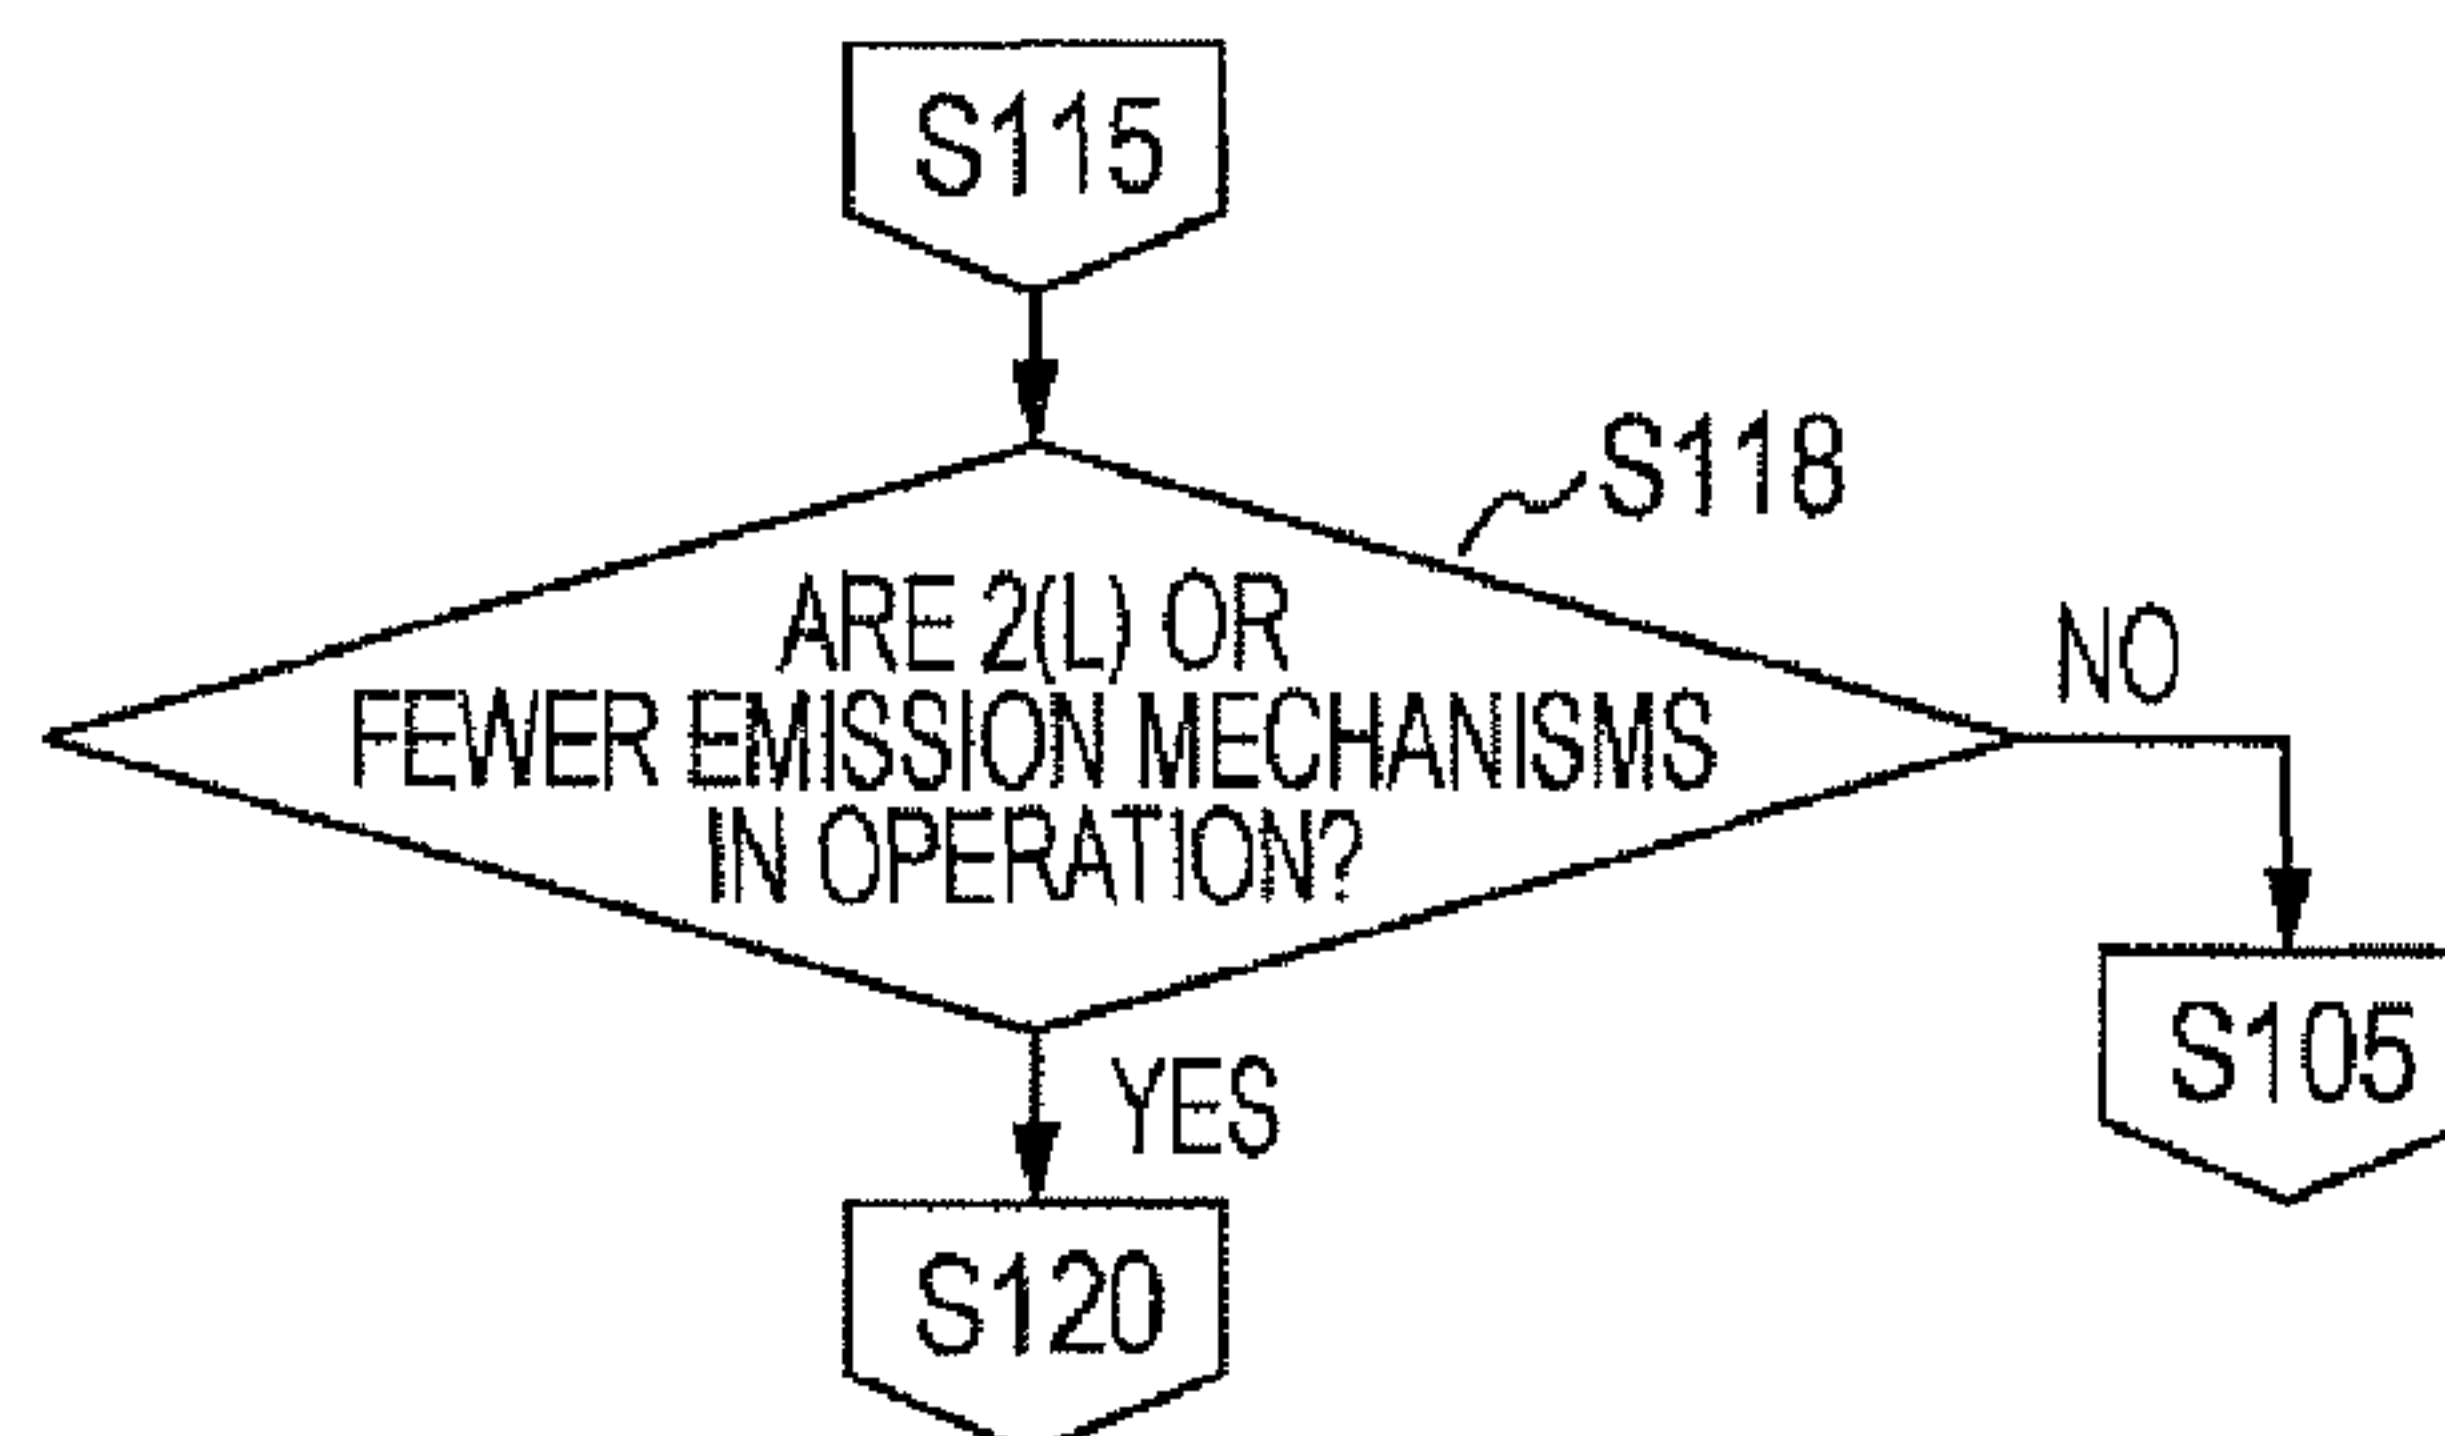 S115
S118
ARE 2(L) OR
FEWER EMISSION MECHANISMS
IN OPERATION?
NO
S105
YES
S120